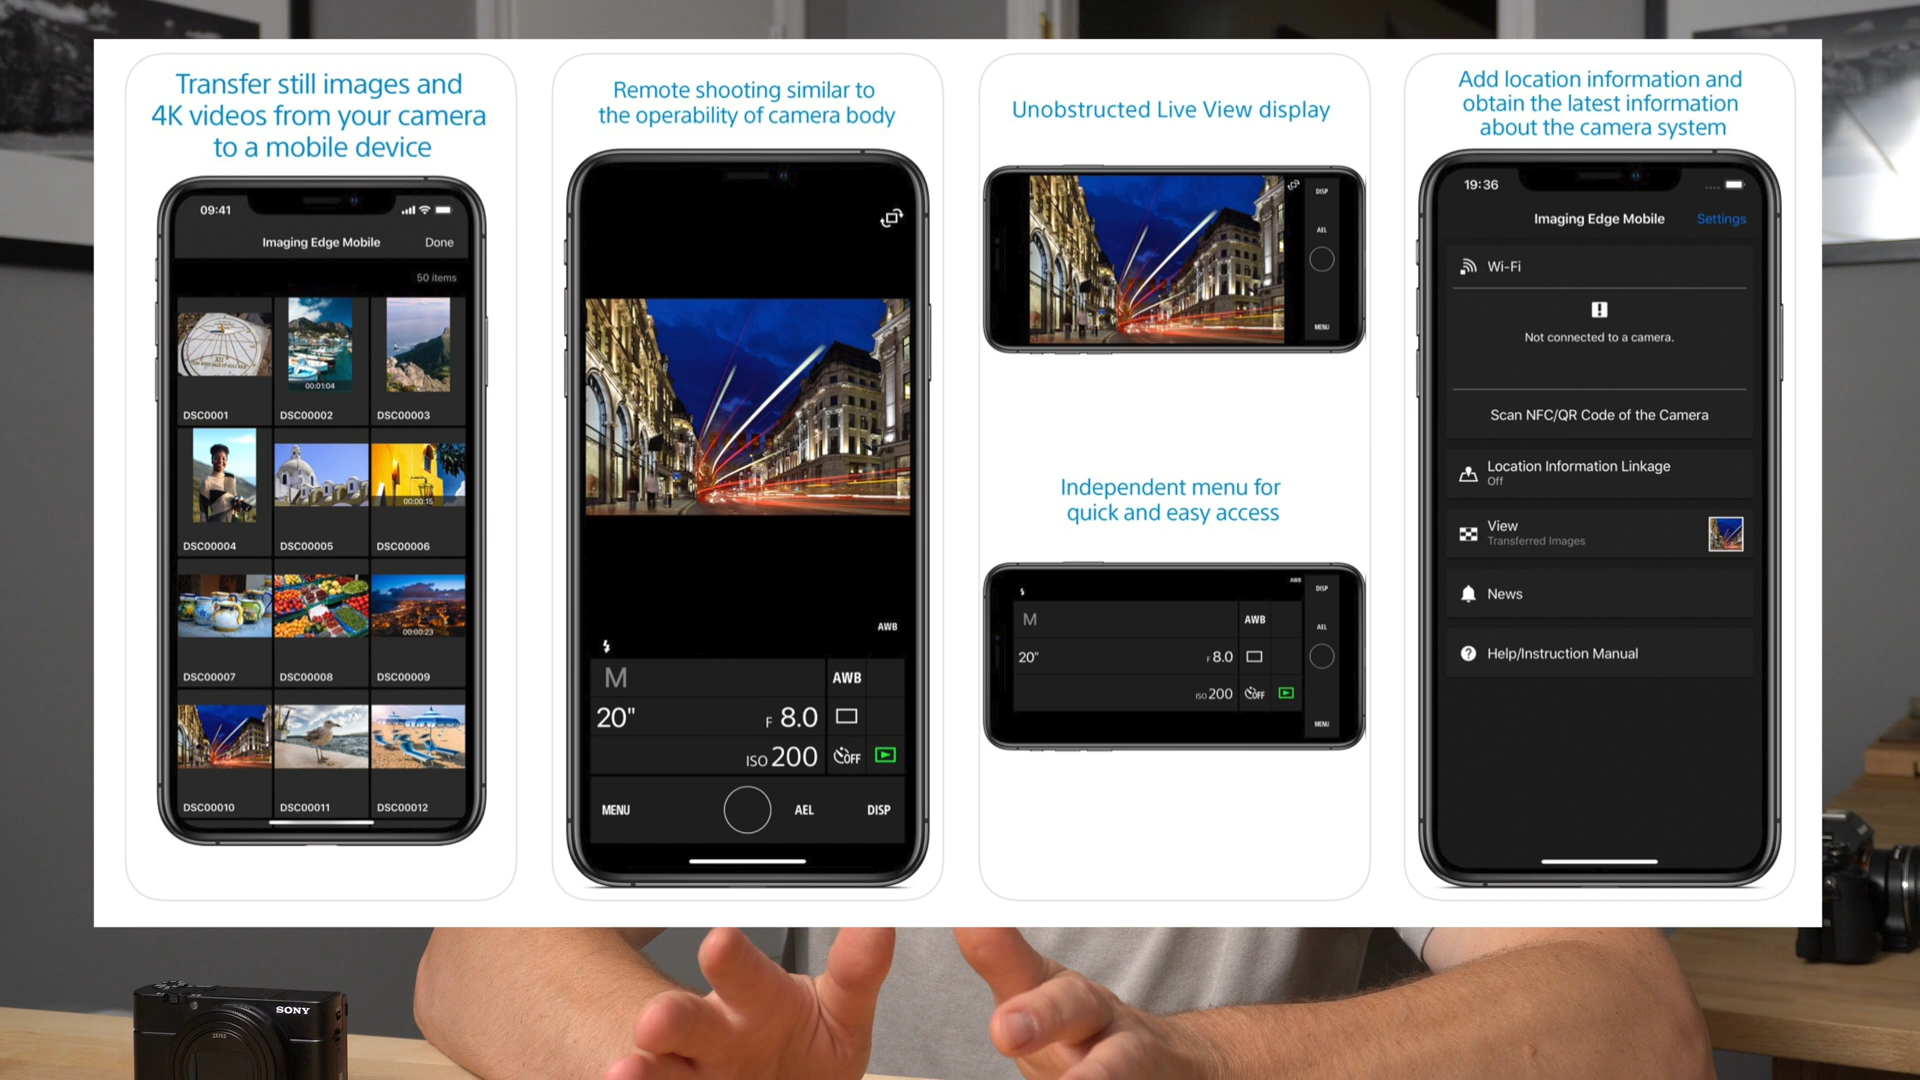 Transfer still images and
4K videos from your camera
to a mobile device
09:41
Imaging Edge Mobile
Done
50 items
00:01:04
DSC0001
DSC00002
DSC00003
00:00:15
DSC00004
DSC00005
DSC00006
00:00:23
DSC00007
DSC00008
DSC00009
DSC00010
DSC00011
DSC00012
Remote shooting similar to
the operability of camera body
AWB
M
AWB
20"
F 8.0
ISO 200
OFF
MENU
AEL
DISP
Unobstructed Live View display
DISP
AEL
MENU
Independent menu for
quick and easy access
AWB
DISP
M
AWB
AEL
20"
F 8.0
ISO 200
OFF
MENU
Add location information and
obtain the latest information
about the camera system
19:36
Imaging Edge Mobile
Settings
Wi-Fi
Not connected to a camera.
Scan NFC/QR Code of the Camera
Location Information Linkage
Off
View
Transferred Images
News
Help/Instruction Manual
SONY
ZEISS